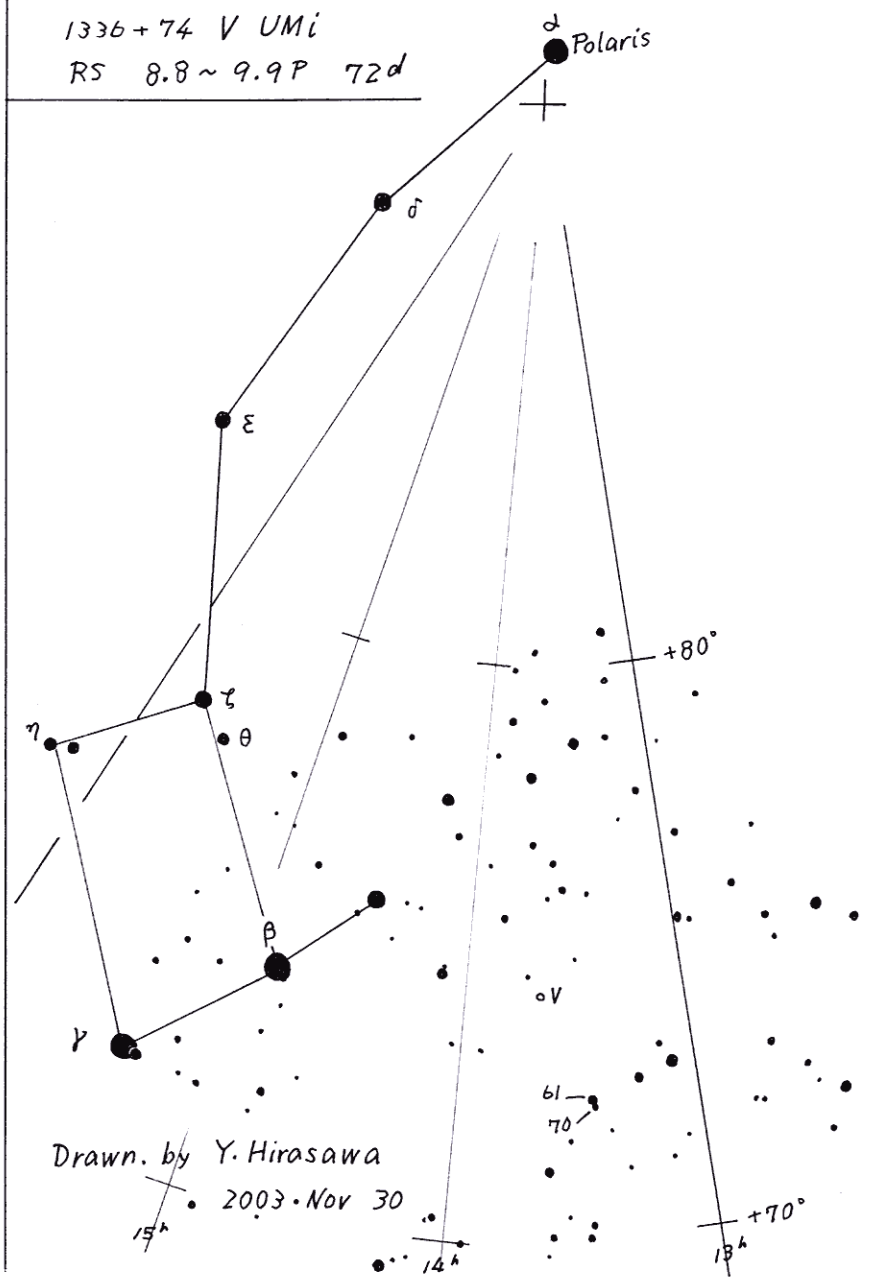 1336+74 V UMi
RS 8.8~9.9P 72d
α
Polaris
δ
ε
+80°
ζ
η
θ
β
V
γ
61
70
Drawn. by Y. Hirasawa
2003・Nov 30
+70°
15h
14h
13h